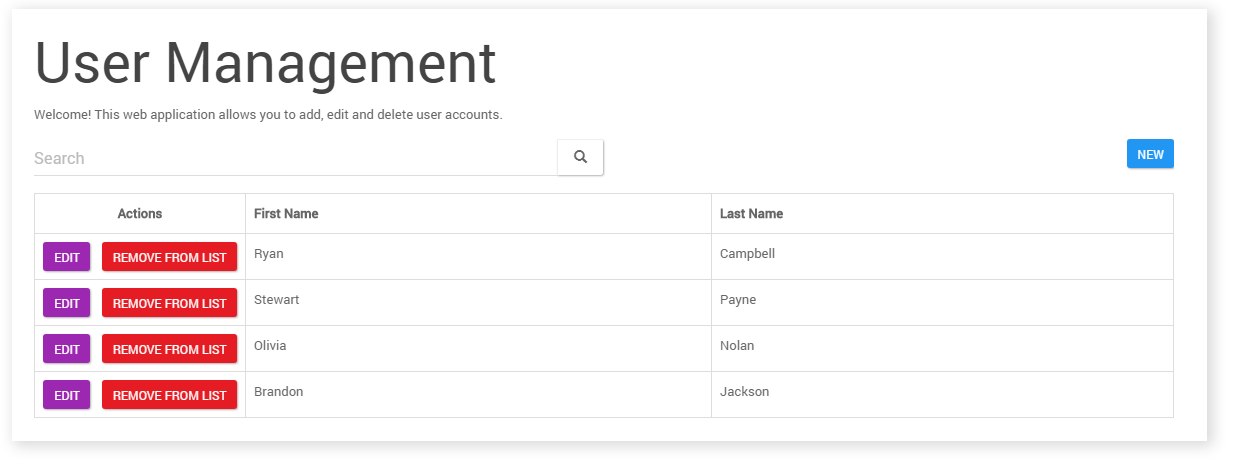 User Management
Welcome! This web application allows you to add, edit and delete user accounts.
Search
NEW
Actions First Name Last Name
EDIT REMOVE FROM LIST Ryan Campbell
EDIT REMOVE FROM LIST Stewart Payne
EDIT REMOVE FROM LIST Olivia Nolan
EDIT REMOVE FROM LIST Brandon Jackson